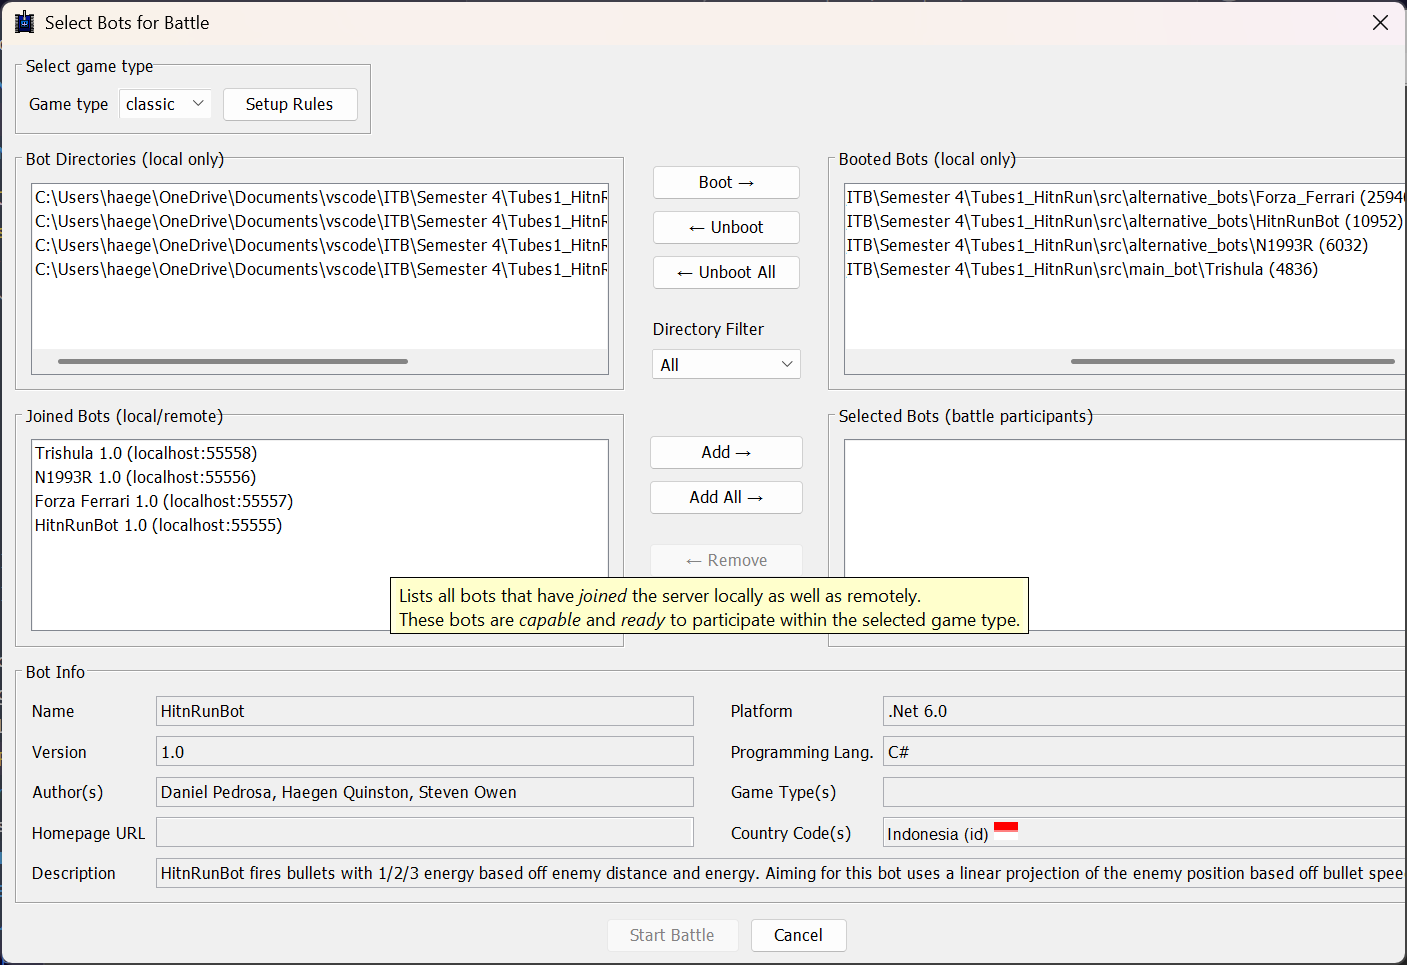 Select Bots for Battle
Select game type
Game type classic Setup Rules
Bot Directories (local only)
C:\Users\haege\OneDrive\Documents\vscode\ITB\Semester 4\Tubes1_HitnR
C:\Users\haege\OneDrive\Documents\vscode\ITB\Semester 4\Tubes1_HitnR
C:\Users\haege\OneDrive\Documents\vscode\ITB\Semester 4\Tubes1_HitnR
C:\Users\haege\OneDrive\Documents\vscode\ITB\Semester 4\Tubes1_HitnR
Boot →
← Unboot
← Unboot All
Directory Filter
All
Booted Bots (local only)
ITB\Semester 4\Tubes1_HitnRun\src\alternative_bots\Forza_Ferrari (2594
ITB\Semester 4\Tubes1_HitnRun\src\alternative_bots\HitnRunBot (10952)
ITB\Semester 4\Tubes1_HitnRun\src\alternative_bots\N1993R (6032)
ITB\Semester 4\Tubes1_HitnRun\src\main_bot\Trishula (4836)
Joined Bots (local/remote)
Trishula 1.0 (localhost:55558)
N1993R 1.0 (localhost:55556)
Forza Ferrari 1.0 (localhost:55557)
HitnRunBot 1.0 (localhost:55555)
Add →
Add All →
← Remove
Selected Bots (battle participants)
Lists all bots that have joined the server locally as well as remotely.
These bots are capable and ready to participate within the selected game type.
Bot Info
Name HitnRunBot Platform .Net 6.0
Version 1.0 Programming Lang. C#
Author(s) Daniel Pedrosa, Haegen Quinston, Steven Owen Game Type(s)
Homepage URL Country Code(s) Indonesia (id)
Description HitnRunBot fires bullets with 1/2/3 energy based off enemy distance and energy. Aiming for this bot uses a linear projection of the enemy position based off bullet spee
Start Battle Cancel